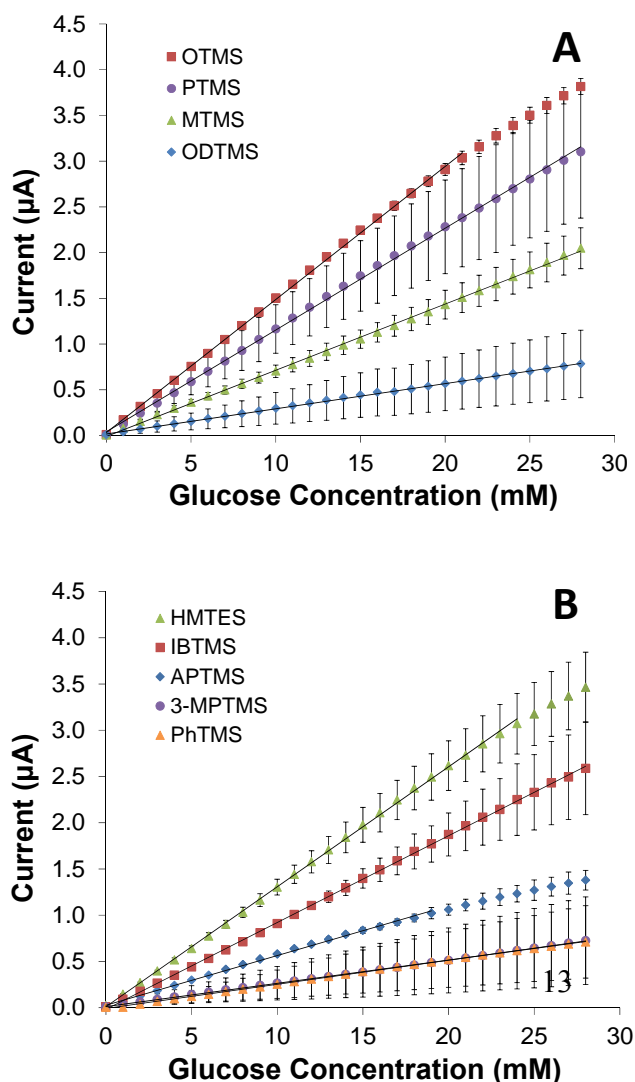 A
4.5
4.0
3.5
3.0
2.5
2.0
1.5
1.0
0.5
0.0
Current (µA)
OTMS
PTMS
MTMS
ODTMS
0 5 10 15 20 25 30
Glucose Concentration (mM)
B
4.5
4.0
3.5
3.0
2.5
2.0
1.5
1.0
0.5
0.0
Current (µA)
HMTES
IBTMS
APTMS
3-MPTMS
PhTMS
13
0 5 10 15 20 25 30
Glucose Concentration (mM)